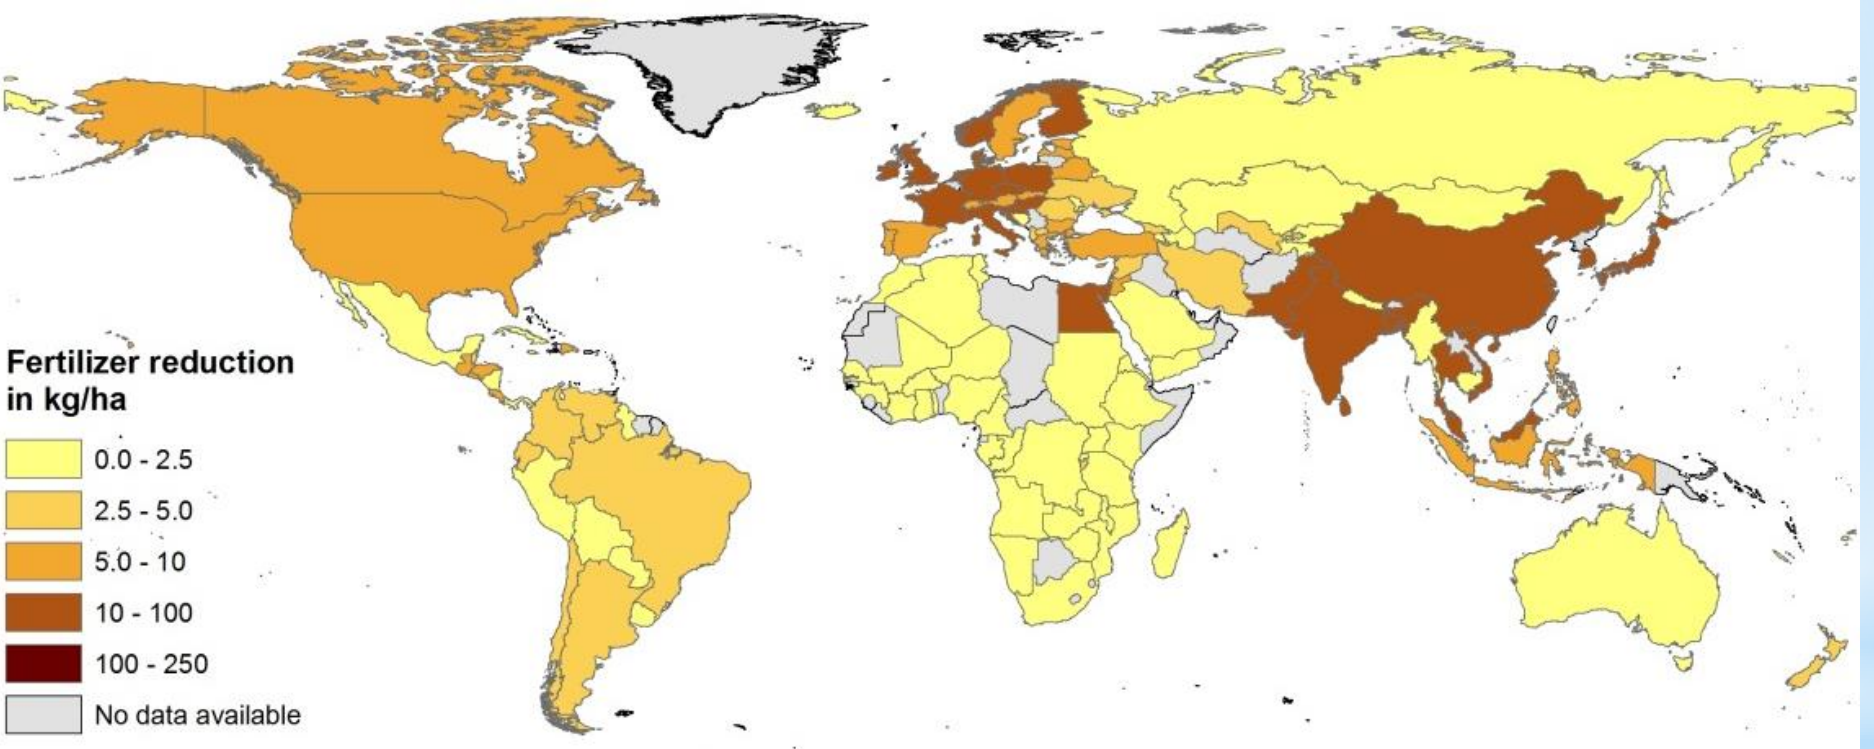 Fertilizer reduction
in kg/ha
0.0 - 2.5
2.5 - 5.0
5.0 - 10
10 - 100
100 - 250
No data available